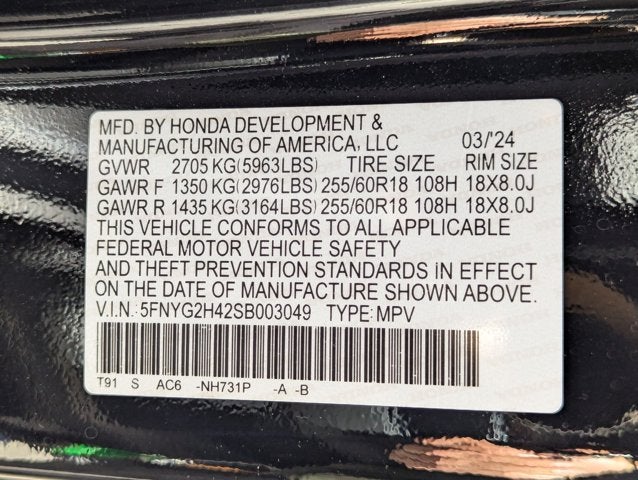 MFD. BY HONDA DEVELOPMENT &
MANUFACTURING OF AMERICA, LLC 03/'24
GVWR 2705 KG(5963LBS) TIRE SIZE RIM SIZE
GAWR F 1350 KG(2976LBS) 255/60R18 108H 18X8.0J
GAWR R 1435 KG(3164LBS) 255/60R18 108H 18X8.0J
THIS VEHICLE CONFORMS TO ALL APPLICABLE
FEDERAL MOTOR VEHICLE SAFETY
AND THEFT PREVENTION STANDARDS IN EFFECT
ON THE DATE OF MANUFACTURE SHOWN ABOVE.
V.I.N.: 5FNYG2H42SB003049 TYPE: MPV
T91 S AC6 -NH731P -A -B